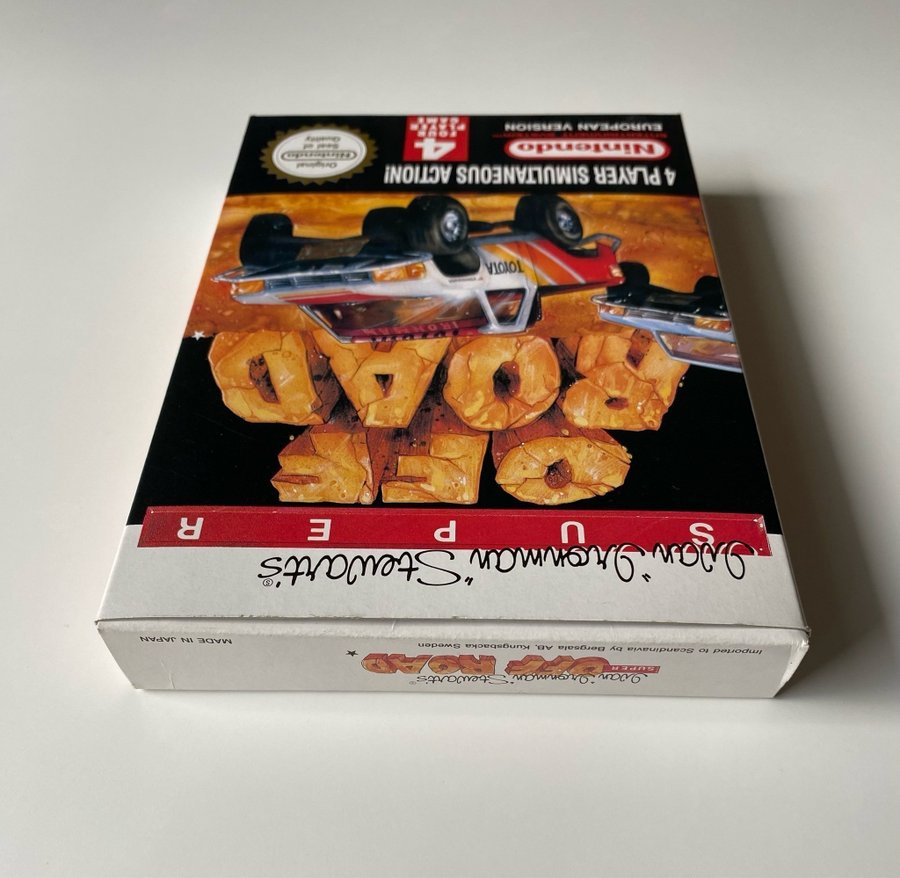 Ivan "Ironman" Stewart's®
SUPER
OFF
ROAD
IRONMAN
TOYOTA
4 PLAYER SIMULTANEOUS ACTION!
Nintendo
ENTERTAINMENT SYSTEM™
EUROPEAN VERSION
4
FOUR
PLAYER
GAME
Original
Nintendo
Seal of
Quality
Ivan "Ironman" Stewart's
SUPER
OFF ROAD
Imported to Scandinavia by Bergsala AB, Kungsbacka Sweden
MADE IN JAPAN